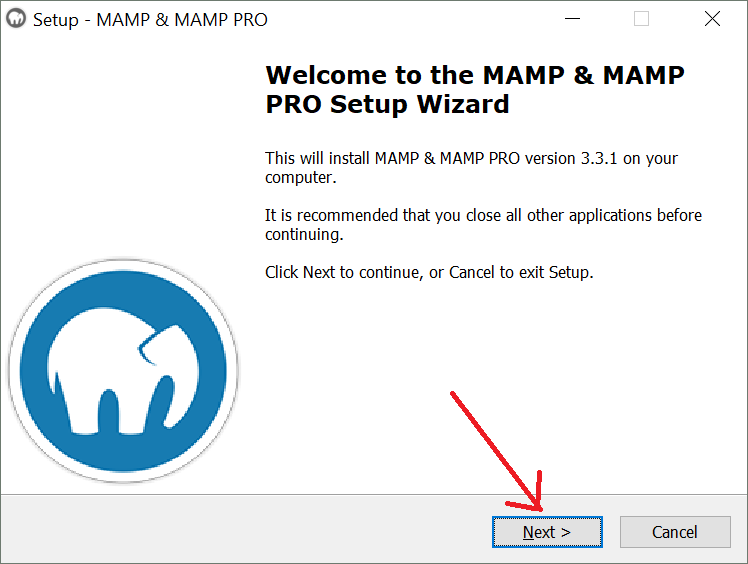 Setup - MAMP & MAMP PRO
Welcome to the MAMP & MAMP
PRO Setup Wizard
This will install MAMP & MAMP PRO version 3.3.1 on your
computer.
It is recommended that you close all other applications before
continuing.
Click Next to continue, or Cancel to exit Setup.
Next >
Cancel